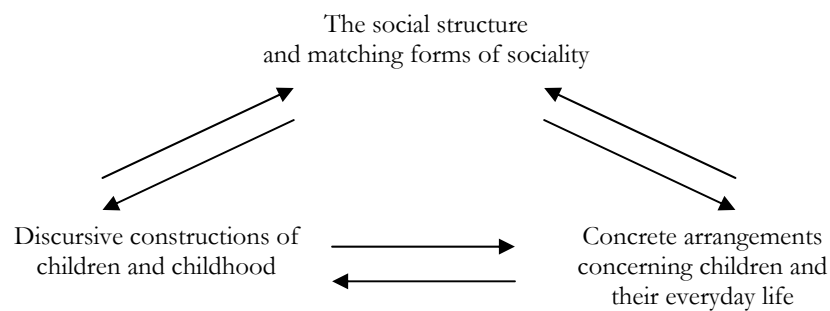 The social structure
and matching forms of sociality
Discursive constructions of
children and childhood
Concrete arrangements
concerning children and
their everyday life